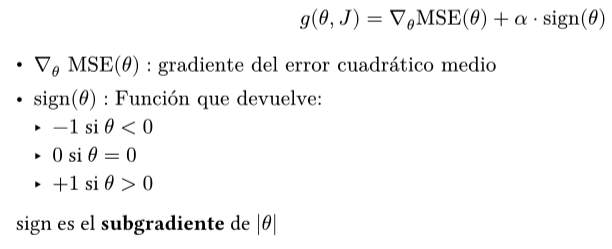 g(θ, J) = ∇_θMSE(θ) + α · sign(θ)
• ∇_θ MSE(θ) : gradiente del error cuadrático medio
• sign(θ) : Función que devuelve:
‣ −1 si θ < 0
‣ 0 si θ = 0
‣ +1 si θ > 0
sign es el subgradiente de |θ|